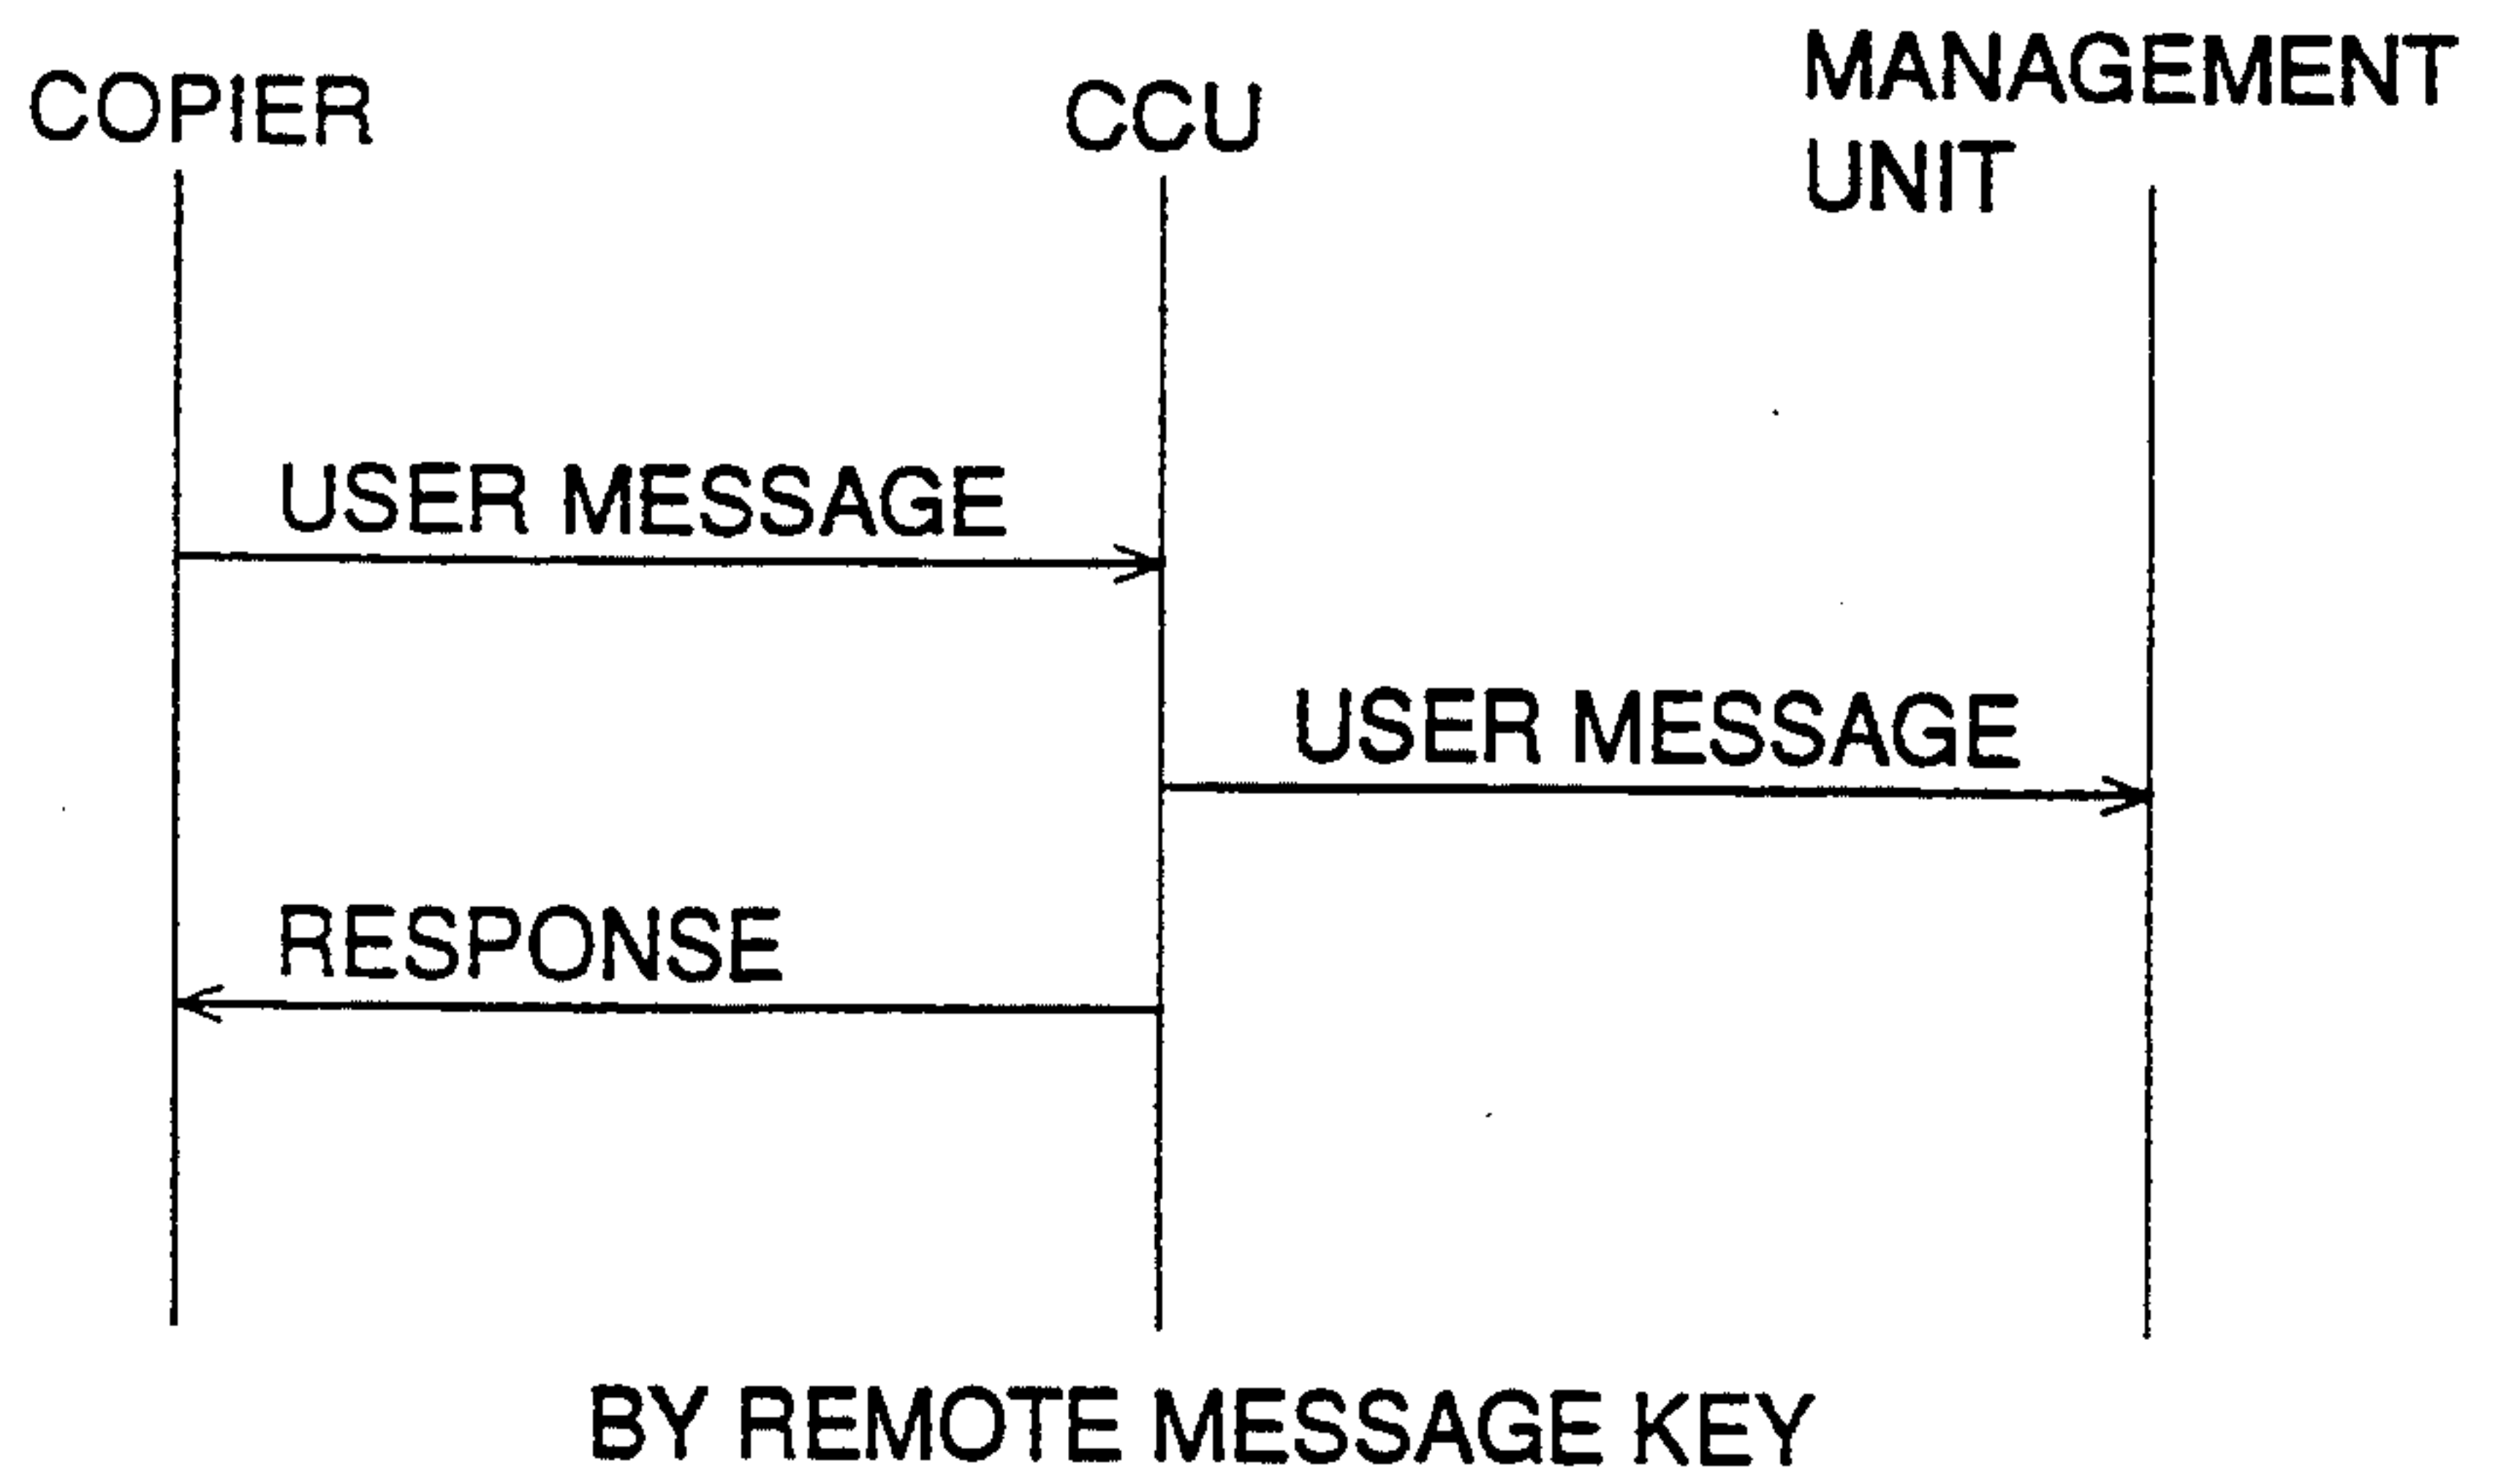 COPIER
CCU
MANAGEMENT
UNIT
USER MESSAGE
USER MESSAGE
RESPONSE
BY REMOTE MESSAGE KEY